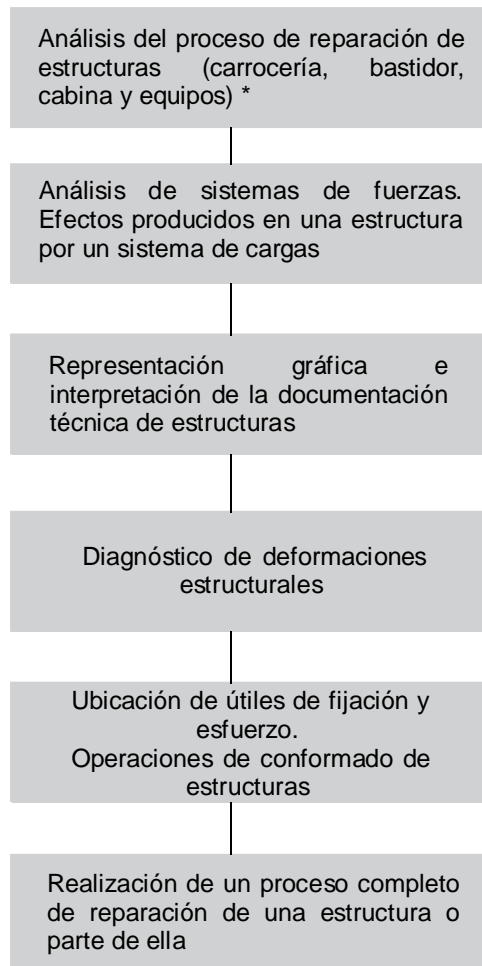 Análisis del proceso de reparación de
estructuras (carrocería, bastidor,
cabina y equipos) *
Análisis de sistemas de fuerzas.
Efectos producidos en una estructura
por un sistema de cargas
Representación gráfica e
interpretación de la documentación
técnica de estructuras
Diagnóstico de deformaciones
estructurales
Ubicación de útiles de fijación y
esfuerzo.
Operaciones de conformado de
estructuras
Realización de un proceso completo
de reparación de una estructura o
parte de ella